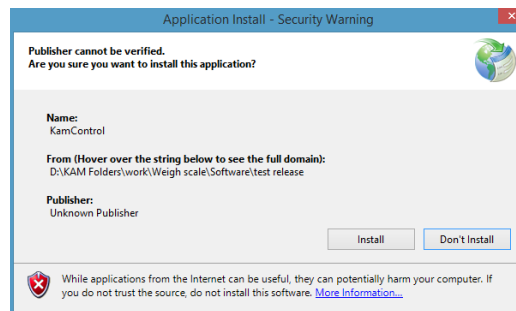 Application Install - Security Warning
Publisher cannot be verified.
Are you sure you want to install this application?
Name:
KamControl
From (Hover over the string below to see the full domain):
D:\KAM Folders\work\Weigh scale\Software\test release
Publisher:
Unknown Publisher
Install
Don't Install
While applications from the Internet can be useful, they can potentially harm your computer. If
you do not trust the source, do not install this software. More Information...